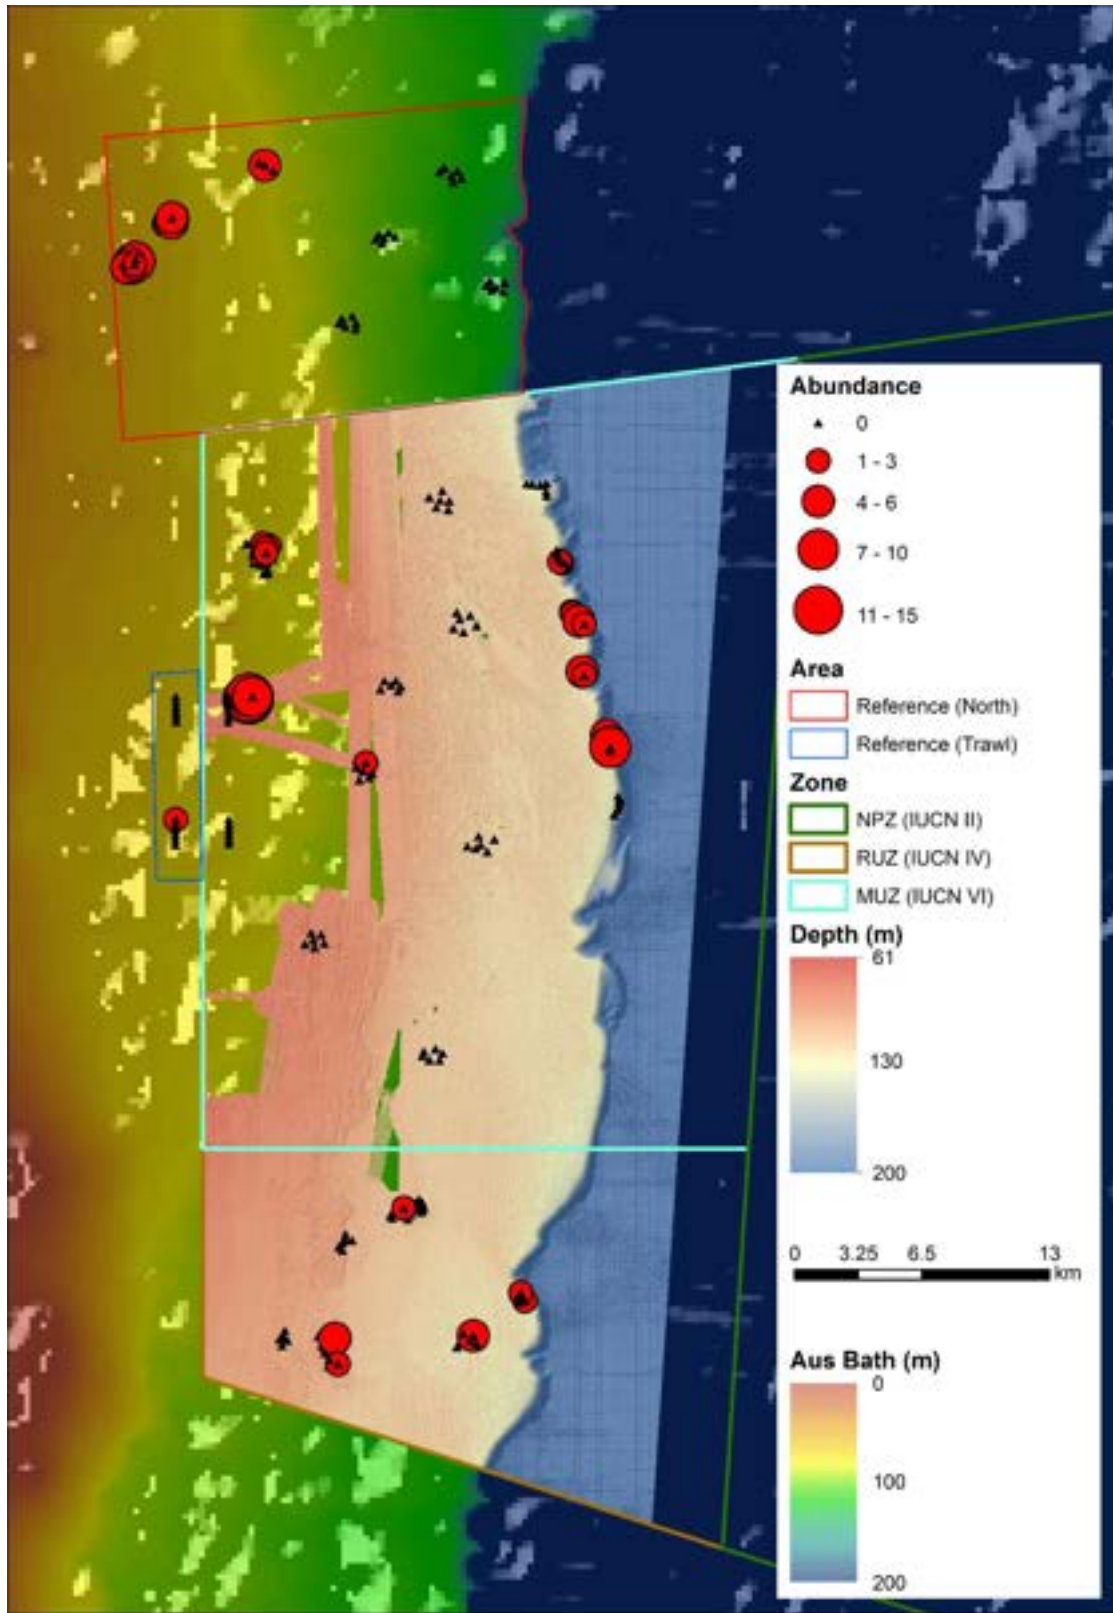 Abundance
0
1 - 3
4 - 6
7 - 10
11 - 15
Area
Reference (North)
Reference (Trawl)
Zone
NPZ (IUCN II)
RUZ (IUCN IV)
MUZ (IUCN VI)
Depth (m)
61
130
200
0 3.25 6.5 13
km
Aus Bath (m)
0
100
200